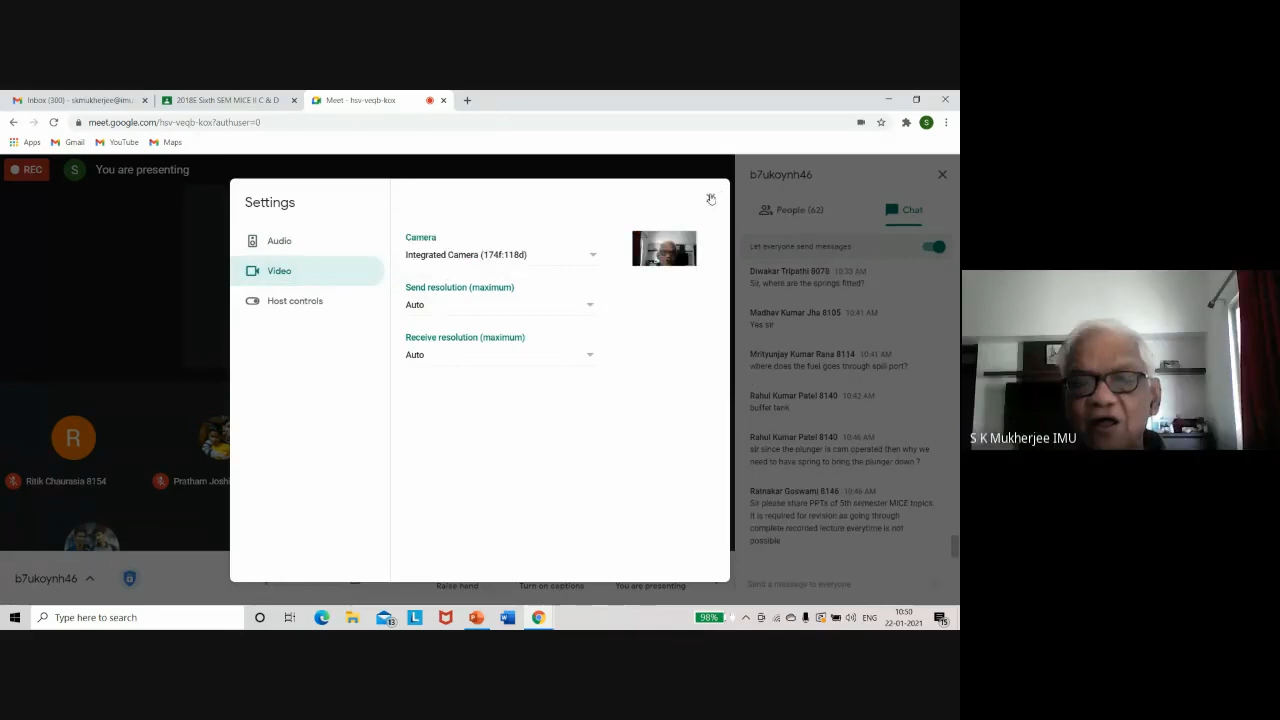 Inbox (300) - skmukherjee@imu.
2018E Sixth SEM MICE II C & D
Meet - hsv-veqb-kox
meet.google.com/hsv-veqb-kox?authuser=0
S
Apps
Gmail
YouTube
Maps
REC
S
You are presenting
b7ukoynh46
Settings
People (62)
Chat
Audio
Camera
Let everyone send messages
Integrated Camera (174f:118d)
Video
Diwakar Tripathi 8078 10:33 AM
Sir, where are the springs fitted?
Send resolution (maximum)
Host controls
Auto
Madhav Kumar Jha 8105 10:41 AM
Yes sir
Receive resolution (maximum)
Auto
Mrityunjay Kumar Rana 8114 10:41 AM
where does the fuel goes through spill port?
Rahul Kumar Patel 8140 10:42 AM
buffer tank
R
Rahul Kumar Patel 8140 10:46 AM
sir since the plunger is cam operated then why
we need to have spring to bring the plunger down ?
S K Mukherjee IMU
Ritik Chaurasia 8154
Pratham Joshi
Ratnakar Goswami 8146 10:46 AM
Sir please share PPTs of 5th semester MICE topics.
It is required for revision as going through
complete recorded lecture everytime is not
possible
b7ukoynh46
Raise hand
Turn on captions
You are presenting
Send a message to everyone
Type here to search
13
L
98%
ENG
10:50
22-01-2021
15